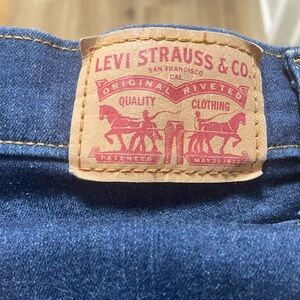 LEVI STRAUSS & CO.
SAN FRANCISCO
CAL
ORIGINAL RIVETED
QUALITY CLOTHING
PATENTED MAY 20 1873